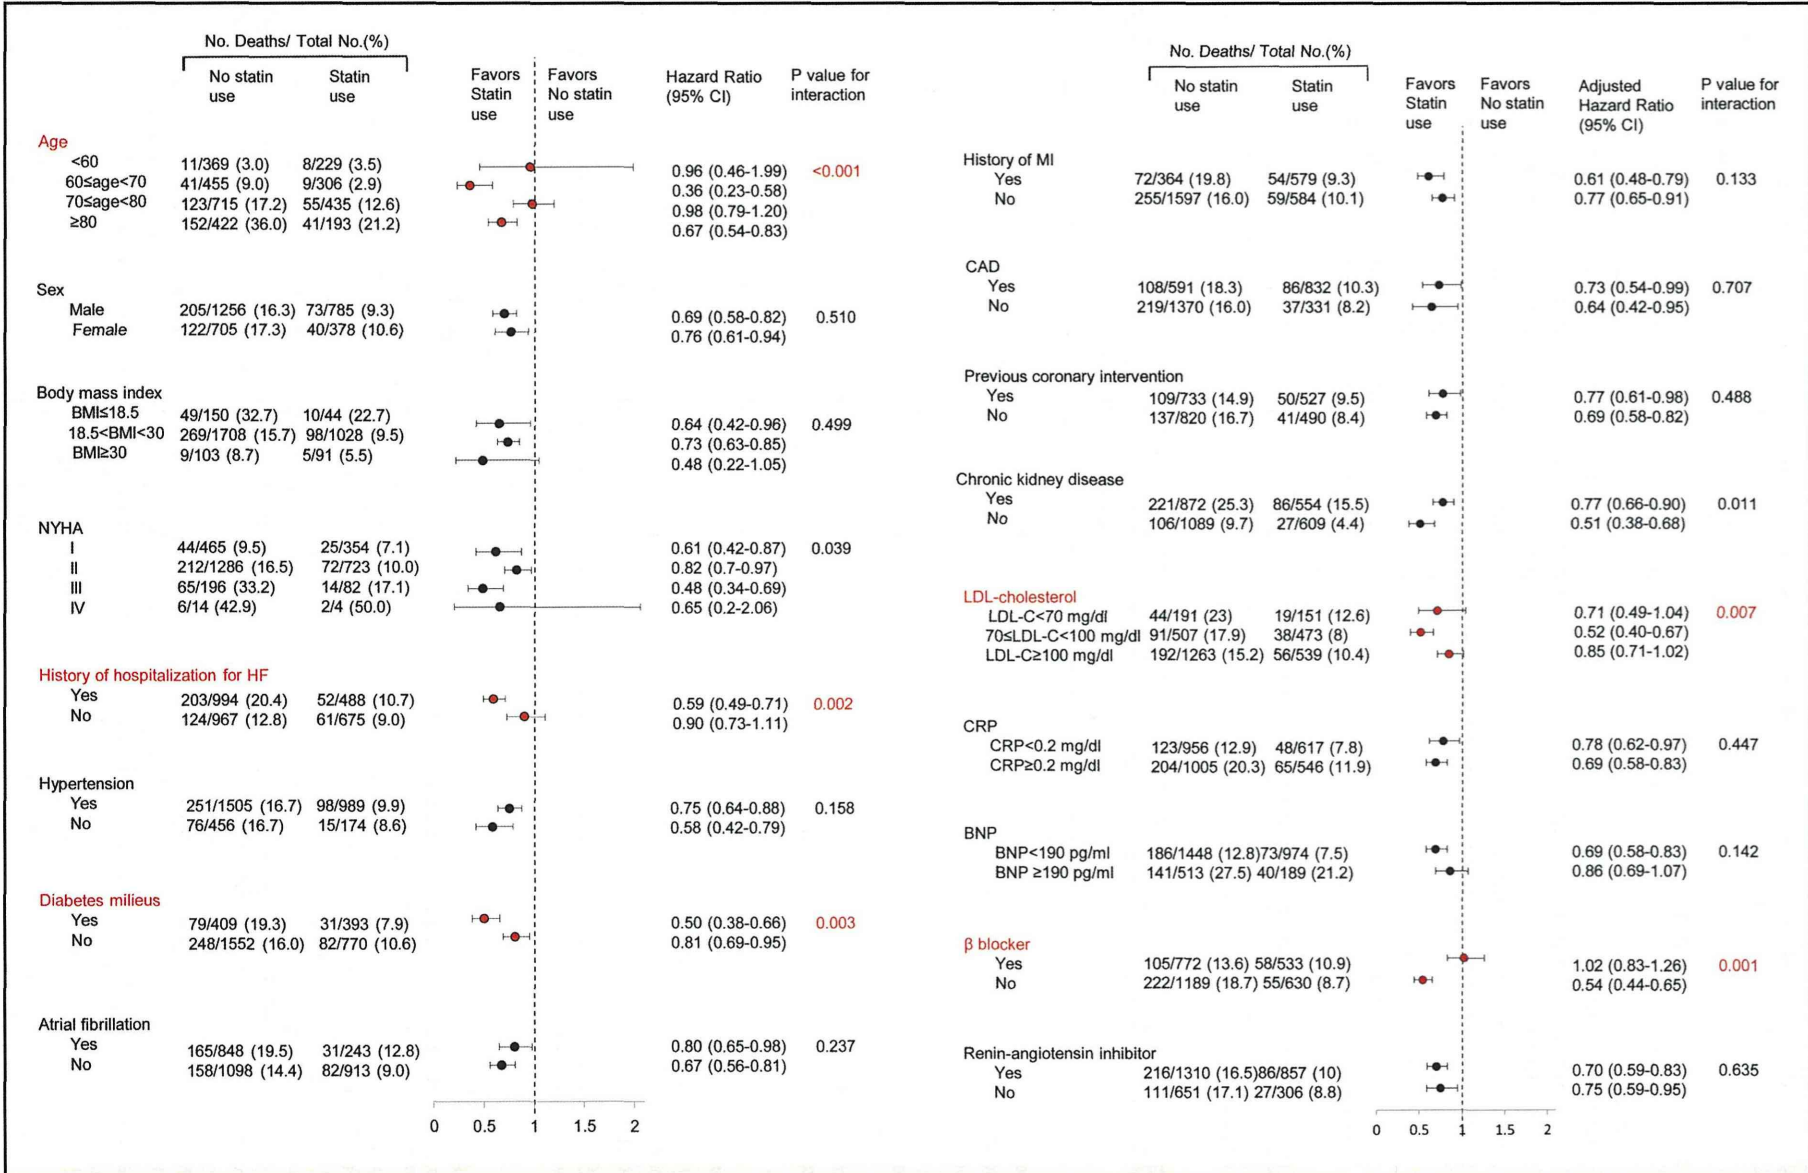 No. Deaths/ Total No.(%)
No statin use Statin use Favors Statin use Favors No statin use Hazard Ratio (95% CI) P value for interaction
Age
<60 11/369 (3.0) 8/229 (3.5) 0.96 (0.46-1.99) <0.001
60≤age<70 41/455 (9.0) 9/306 (2.9) 0.36 (0.23-0.58)
70≤age<80 123/715 (17.2) 55/435 (12.6) 0.98 (0.79-1.20)
≥80 152/422 (36.0) 41/193 (21.2) 0.67 (0.54-0.83)
Sex
Male 205/1256 (16.3) 73/785 (9.3) 0.69 (0.58-0.82) 0.510
Female 122/705 (17.3) 40/378 (10.6) 0.76 (0.61-0.94)
Body mass index
BMI≤18.5 49/150 (32.7) 10/44 (22.7) 0.64 (0.42-0.96) 0.499
18.5<BMI<30 269/1708 (15.7) 98/1028 (9.5) 0.73 (0.63-0.85)
BMI≥30 9/103 (8.7) 5/91 (5.5) 0.48 (0.22-1.05)
NYHA
I 44/465 (9.5) 25/354 (7.1) 0.61 (0.42-0.87) 0.039
II 212/1286 (16.5) 72/723 (10.0) 0.82 (0.7-0.97)
III 65/196 (33.2) 14/82 (17.1) 0.48 (0.34-0.69)
IV 6/14 (42.9) 2/4 (50.0) 0.65 (0.2-2.06)
History of hospitalization for HF
Yes 203/994 (20.4) 52/488 (10.7) 0.59 (0.49-0.71) 0.002
No 124/967 (12.8) 61/675 (9.0) 0.90 (0.73-1.11)
Hypertension
Yes 251/1505 (16.7) 98/989 (9.9) 0.75 (0.64-0.88) 0.158
No 76/456 (16.7) 15/174 (8.6) 0.58 (0.42-0.79)
Diabetes milieus
Yes 79/409 (19.3) 31/393 (7.9) 0.50 (0.38-0.66) 0.003
No 248/1552 (16.0) 82/770 (10.6) 0.81 (0.69-0.95)
Atrial fibrillation
Yes 165/848 (19.5) 31/243 (12.8) 0.80 (0.65-0.98) 0.237
No 158/1098 (14.4) 82/913 (9.0) 0.67 (0.56-0.81)
0 0.5 1 1.5 2
No. Deaths/ Total No.(%)
No statin use Statin use Favors Statin use Favors No statin use Adjusted Hazard Ratio (95% CI) P value for interaction
History of MI
Yes 72/364 (19.8) 54/579 (9.3) 0.61 (0.48-0.79) 0.133
No 255/1597 (16.0) 59/584 (10.1) 0.77 (0.65-0.91)
CAD
Yes 108/591 (18.3) 86/832 (10.3) 0.73 (0.54-0.99) 0.707
No 219/1370 (16.0) 37/331 (8.2) 0.64 (0.42-0.95)
Previous coronary intervention
Yes 109/733 (14.9) 50/527 (9.5) 0.77 (0.61-0.98) 0.488
No 137/820 (16.7) 41/490 (8.4) 0.69 (0.58-0.82)
Chronic kidney disease
Yes 221/872 (25.3) 86/554 (15.5) 0.77 (0.66-0.90) 0.011
No 106/1089 (9.7) 27/609 (4.4) 0.51 (0.38-0.68)
LDL-cholesterol
LDL-C<70 mg/dl 44/191 (23) 19/151 (12.6) 0.71 (0.49-1.04) 0.007
70≤LDL-C<100 mg/dl 91/507 (17.9) 38/473 (8) 0.52 (0.40-0.67)
LDL-C≥100 mg/dl 192/1263 (15.2) 56/539 (10.4) 0.85 (0.71-1.02)
CRP
CRP<0.2 mg/dl 123/956 (12.9) 48/617 (7.8) 0.78 (0.62-0.97) 0.447
CRP≥0.2 mg/dl 204/1005 (20.3) 65/546 (11.9) 0.69 (0.58-0.83)
BNP
BNP<190 pg/ml 186/1448 (12.8)73/974 (7.5) 0.69 (0.58-0.83) 0.142
BNP ≥190 pg/ml 141/513 (27.5) 40/189 (21.2) 0.86 (0.69-1.07)
β blocker
Yes 105/772 (13.6) 58/533 (10.9) 1.02 (0.83-1.26) 0.001
No 222/1189 (18.7) 55/630 (8.7) 0.54 (0.44-0.65)
Renin-angiotensin inhibitor
Yes 216/1310 (16.5)86/857 (10) 0.70 (0.59-0.83) 0.635
No 111/651 (17.1) 27/306 (8.8) 0.75 (0.59-0.95)
0 0.5 1 1.5 2